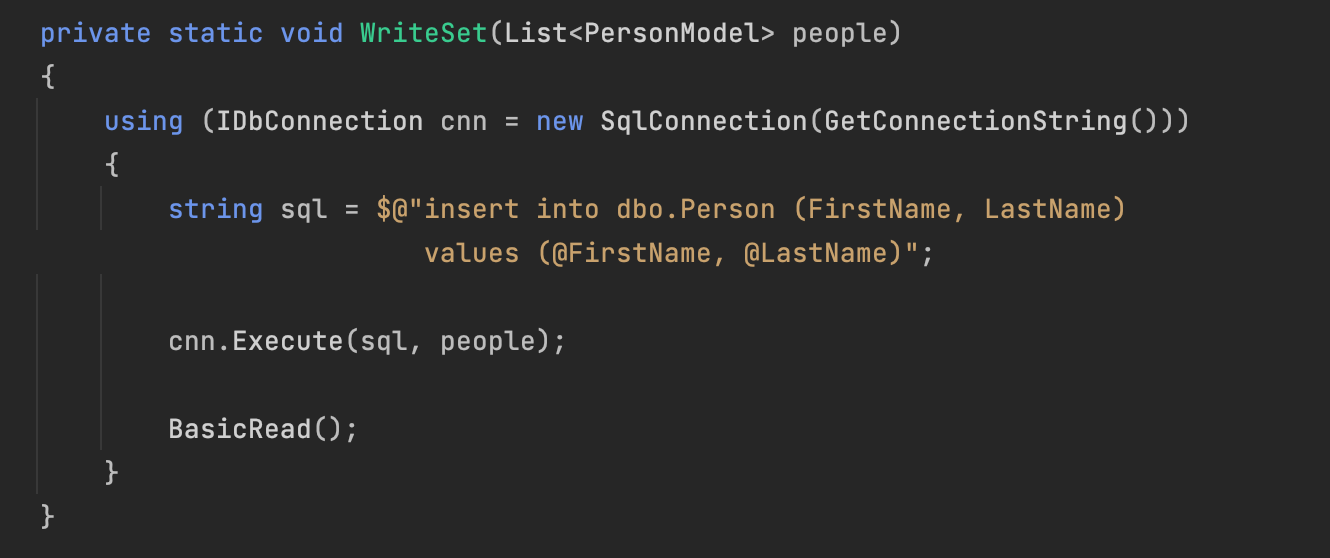 private static void WriteSet(List<PersonModel> people)
{
    using (IDbConnection cnn = new SqlConnection(GetConnectionString()))
    {
        string sql = $@"insert into dbo.Person (FirstName, LastName)
                        values (@FirstName, @LastName)";

        cnn.Execute(sql, people);

        BasicRead();
    }
}